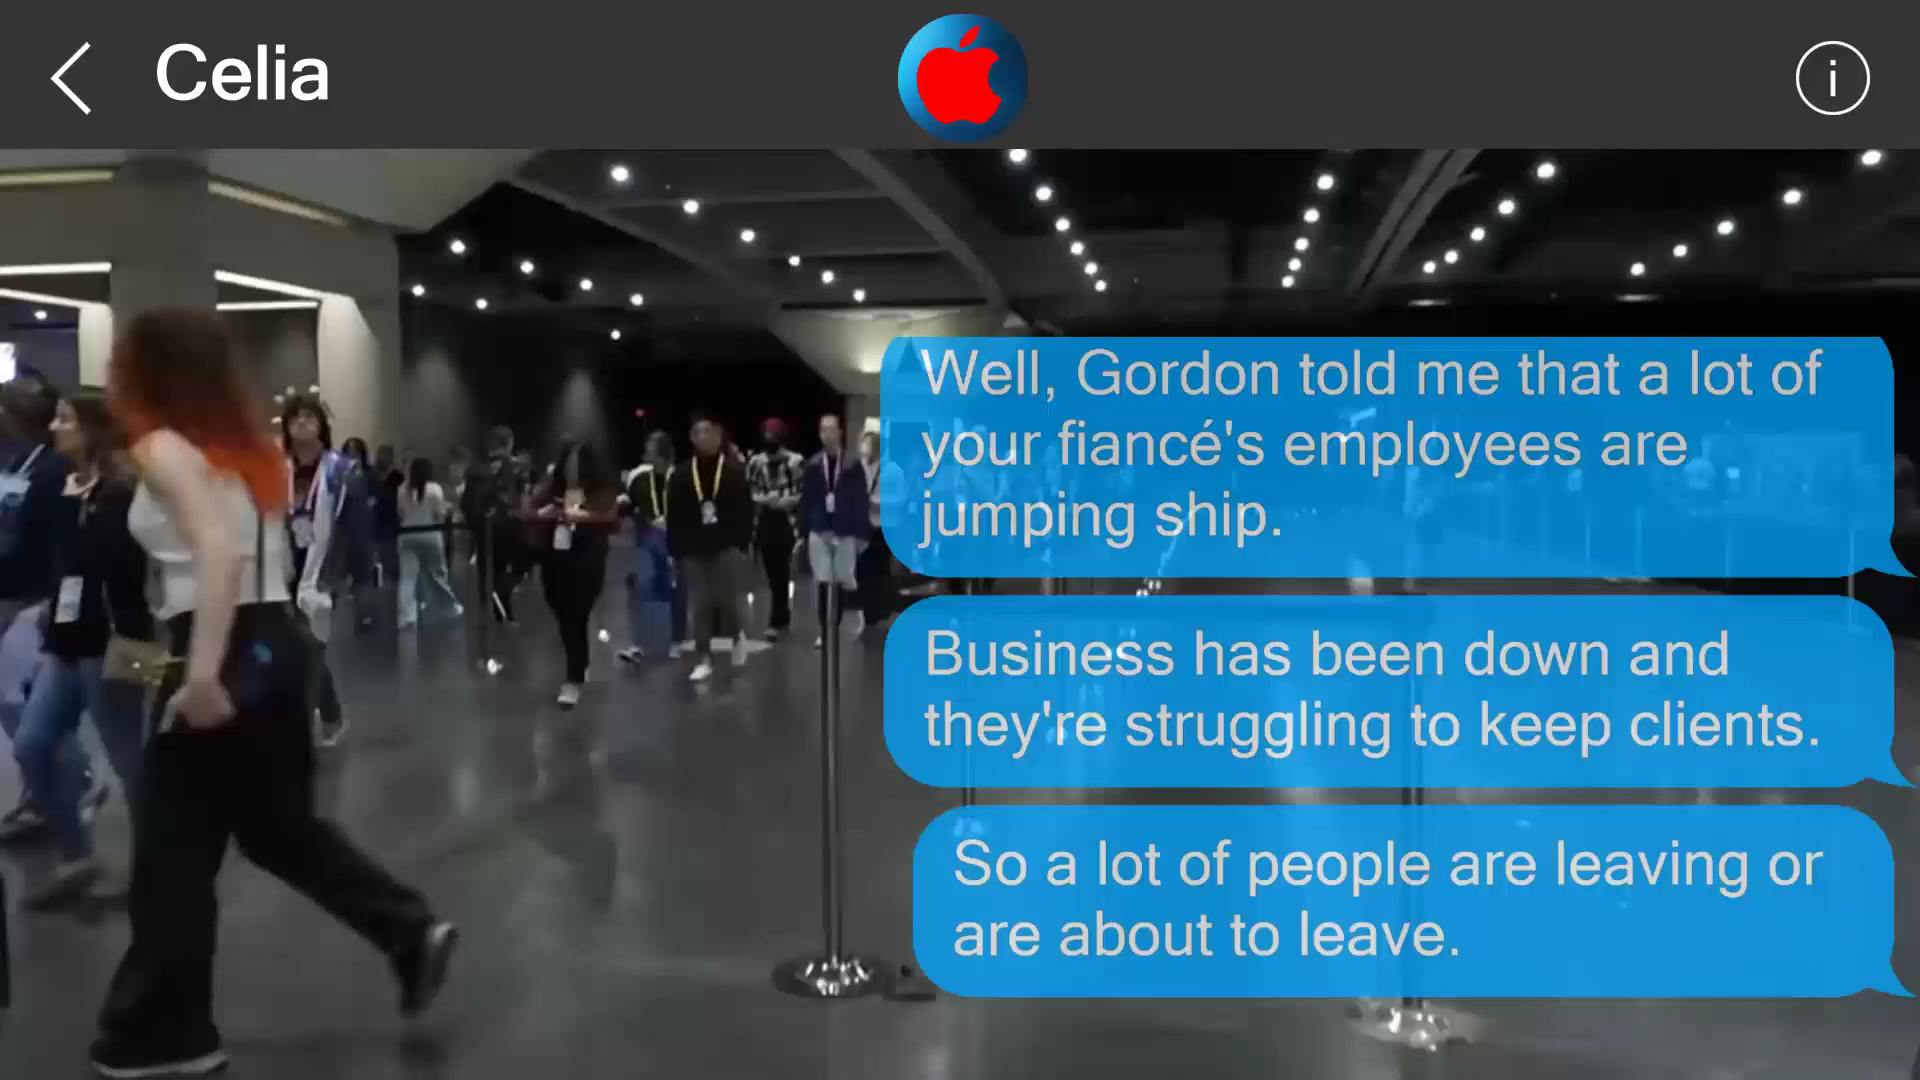 Celia
i
Well, Gordon told me that a lot of
your fiancé's employees are
jumping ship.
Business has been down and
they're struggling to keep clients.
So a lot of people are leaving or
are about to leave.